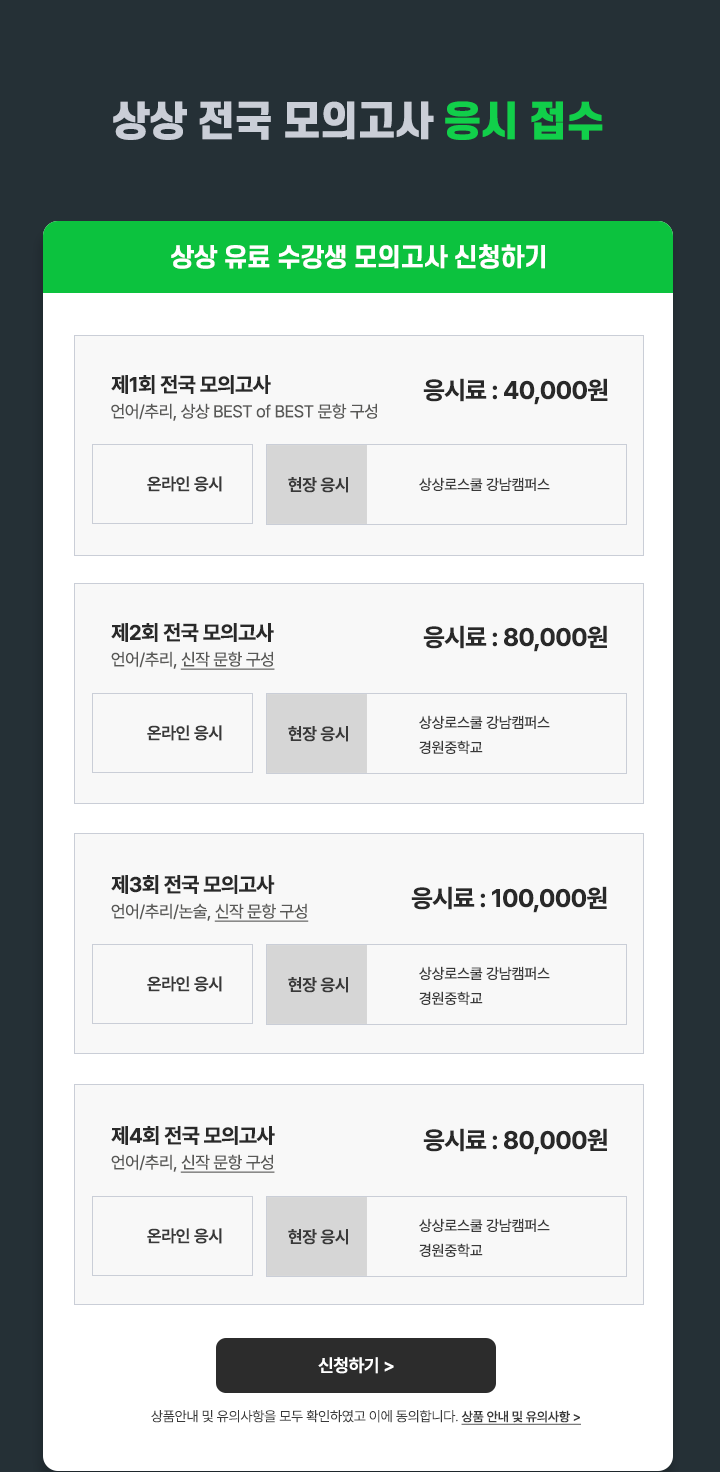 상상 전국 모의고사 응시 접수
상상 유료 수강생 모의고사 신청하기
제1회 전국 모의고사
언어/추리, 상상 BEST of BEST 문항 구성
응시료 : 40,000원
온라인 응시
현장 응시
상상로스쿨 강남캠퍼스
제2회 전국 모의고사
언어/추리, 신작 문항 구성
응시료 : 80,000원
온라인 응시
현장 응시
상상로스쿨 강남캠퍼스
경원중학교
제3회 전국 모의고사
언어/추리/논술, 신작 문항 구성
응시료 : 100,000원
온라인 응시
현장 응시
상상로스쿨 강남캠퍼스
경원중학교
제4회 전국 모의고사
언어/추리, 신작 문항 구성
응시료 : 80,000원
온라인 응시
현장 응시
상상로스쿨 강남캠퍼스
경원중학교
신청하기 >
상품안내 및 유의사항을 모두 확인하였고 이에 동의합니다. 상품 안내 및 유의사항 >